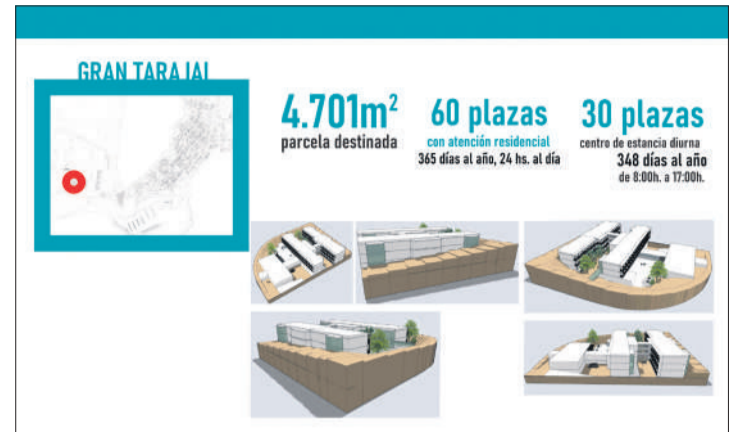 GRAN TARAJAL
4.701m²
parcela destinada
60 plazas
con atención residencial
365 días al año, 24 hs. al día
30 plazas
centro de estancia diurna
348 días al año
de 8:00h. a 17:00h.